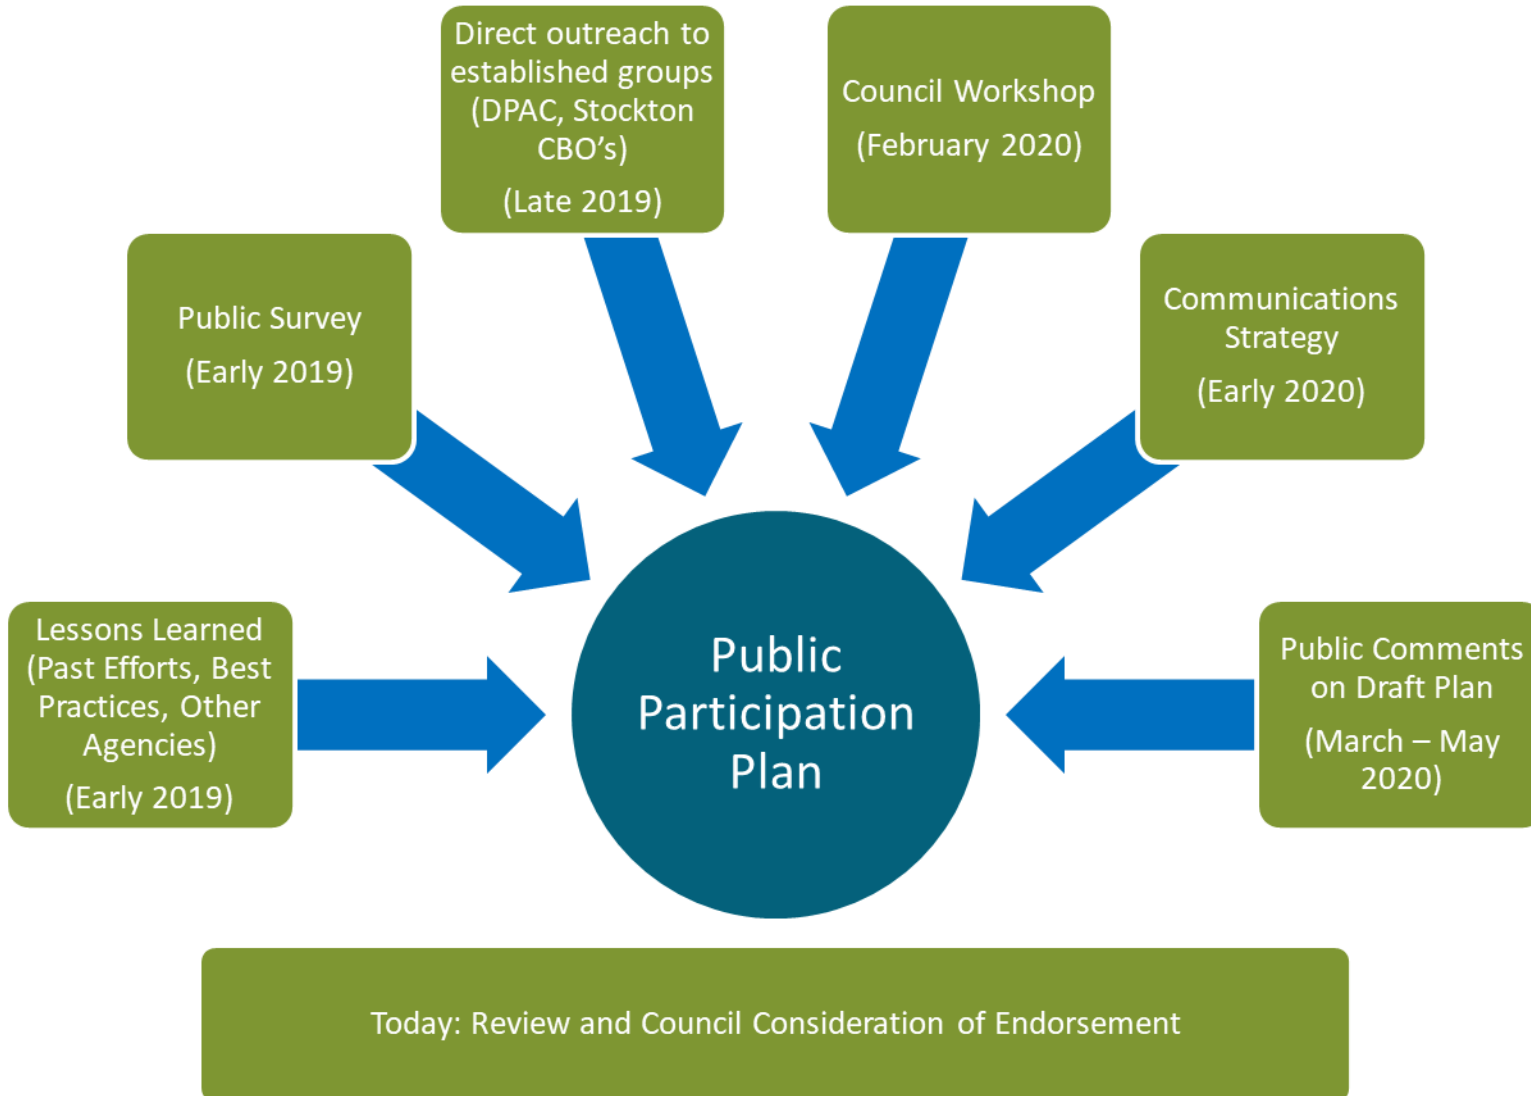 Direct outreach to
established groups
(DPAC, Stockton
CBO’s)
(Late 2019)
Council Workshop
(February 2020)
Public Survey
(Early 2019)
Communications
Strategy
(Early 2020)
Lessons Learned
(Past Efforts, Best
Practices, Other
Agencies)
(Early 2019)
Public
Participation
Plan
Public Comments
on Draft Plan
(March – May
2020)
Today: Review and Council Consideration of Endorsement